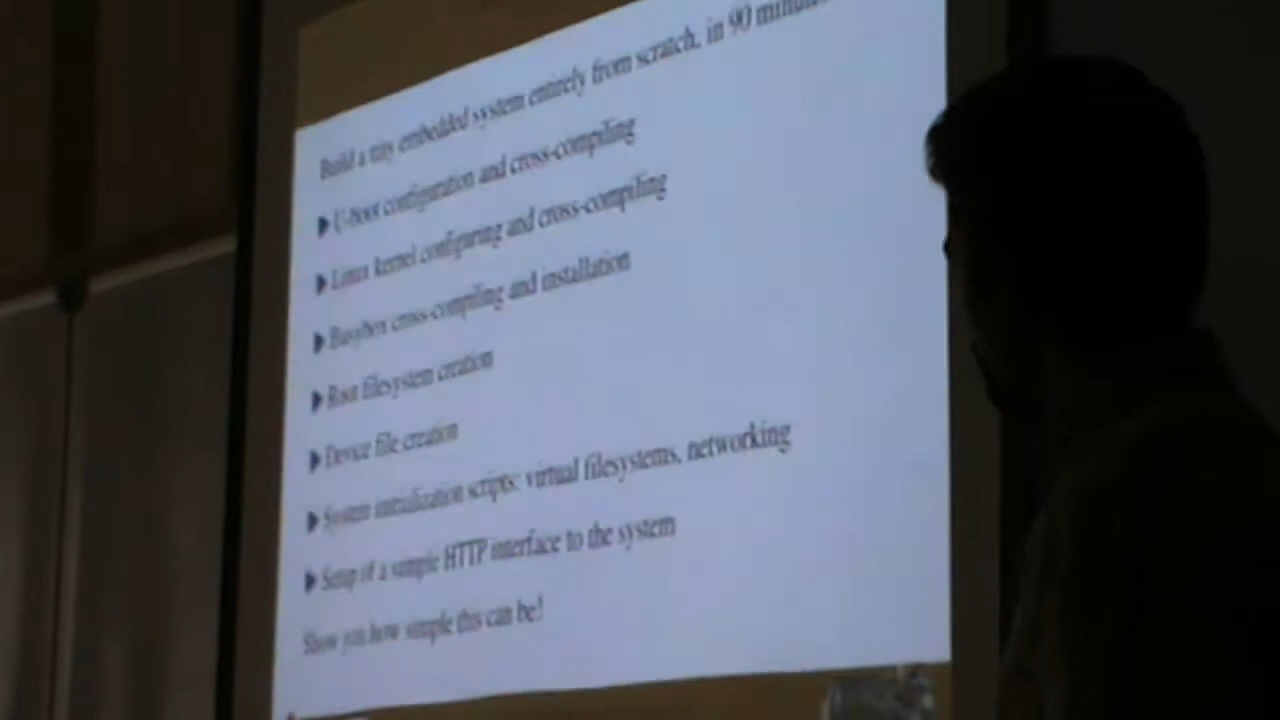 Build a tiny embedded system entirely from scratch, in 90 minutes
U-boot configuration and cross-compiling
Linux kernel configuring and cross-compiling
Busybox cross-compiling and installation
Root filesystem creation
Device file creation
System initialization scripts: virtual filesystems, networking
Setup of a simple HTTP interface to the system
Show you how simple this can be!